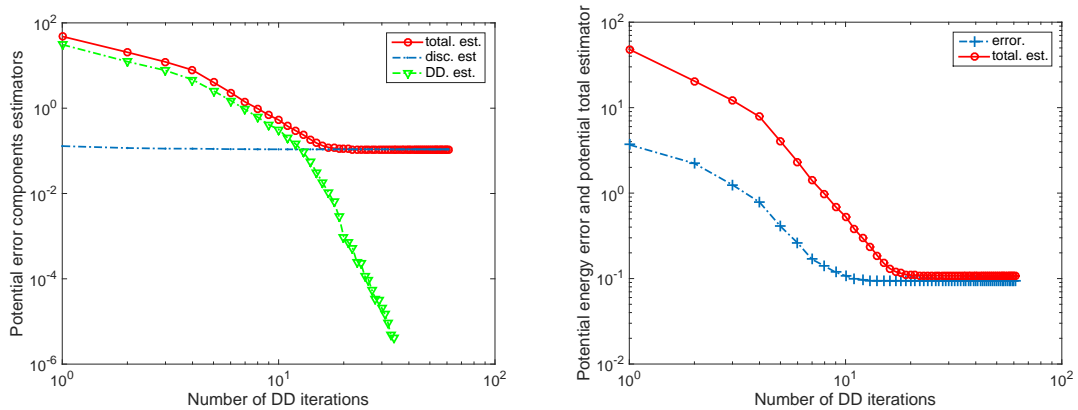 Potential error components estimators
10^2
10^0
10^-2
10^-4
10^-6
10^0
10^1
10^2
Number of DD iterations
total. est.
disc. est
DD. est.
Potential energy error and potential total estimator
10^2
10^1
10^0
10^-1
10^-2
10^0
10^1
10^2
Number of DD iterations
error.
total. est.